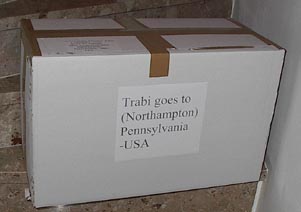 Trabi goes to
(Northampton)
Pennsylvania
-USA